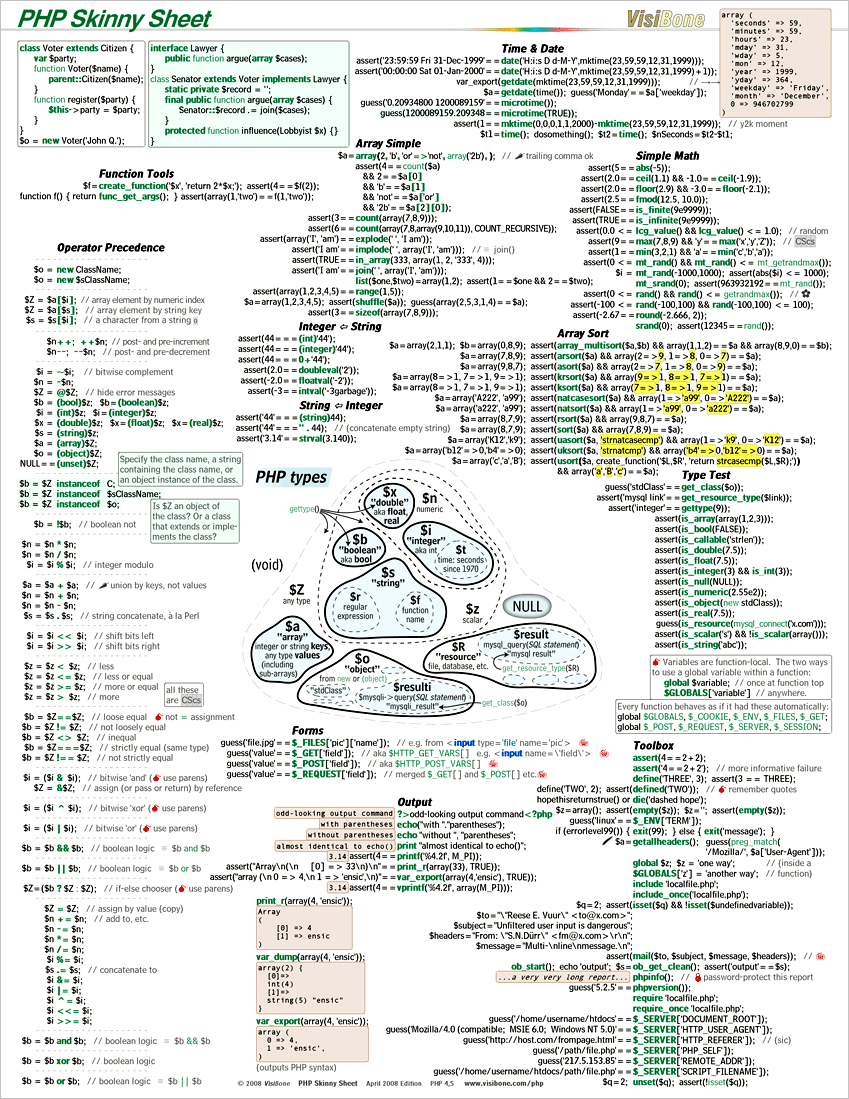 PHP Skinny Sheet
VisiBone
class Voter extends Citizen {
var $party;
function Voter($name) {
parent::Citizen($name);
}
function register($party) {
$this->party = $party;
}
}
$o = new Voter('John Q.');
interface Lawyer {
public function argue(array $cases);
}
class Senator extends Voter implements Lawyer {
static private $record = '';
final public function argue(array $cases) {
Senator::$record .= join($cases);
}
protected function influence(Lobbyist $x) {}
}
Time & Date
assert('23:59:59 Fri 31-Dec-1999'==date('H:i:s D d-M-Y',mktime(23,59,59,12,31,1999)));
assert('00:00:00 Sat 01-Jan-2000'==date('H:i:s D d-M-Y',mktime(23,59,59,12,31,1999)+1));
var_export(getdate(mktime(23,59,59,12,31,1999))); //
$a=getdate(time()); guess('Monday'==$a['weekday']);
guess('0.20934800 1200089159'==microtime());
guess(1200089159.209348==microtime(TRUE));
assert(1==mktime(0,0,0,1,1,2000)-mktime(23,59,59,12,31,1999)); // y2k moment
$t1=time(); dosomething(); $t2=time(); $nSeconds=$t2-$t1;
array (
'seconds' => 59,
'minutes' => 59,
'hours' => 23,
'mday' => 31,
'wday' => 5,
'mon' => 12,
'year' => 1999,
'yday' => 364,
'weekday' => 'Friday',
'month' => 'December',
0 => 946702799
)
Function Tools
$f=create_function('$x', 'return 2*$x;'); assert(4==$f(2));
function f() { return func_get_args(); } assert(array(1,'two')==f(1,'two'));
Array Simple
$a=array(2, 'b', 'or'=>'not', array('2b'), ); // trailing comma ok
assert(4==count($a)
&& 2==$a[0]
&& 'b'==$a[1]
&& 'not'==$a['or']
&& '2b'==$a[2][0]);
assert(3==count(array(7,8,9)));
assert(6==count(array(7,8,array(9,10,11)), COUNT_RECURSIVE));
assert(array('I', 'am')==explode(' ', 'I am'));
assert('I am'==implode(' ', array('I', 'am'))); // = join()
assert(TRUE==in_array(333, array(1, 2, '333', 4)));
assert('I am'==join(' ', array('I', 'am')));
list($one,$two)=array(1,2); assert(1==$one && 2==$two);
assert(array(1,2,3,4,5)==range(1,5));
$a=array(1,2,3,4,5); assert(shuffle($a)); guess(array(2,5,3,1,4)==$a);
assert(3==sizeof(array(7,8,9)));
Simple Math
assert(5==abs(-5));
assert(2.0==ceil(1.1) && -1.0==ceil(-1.9));
assert(2.0==floor(2.9) && -3.0==floor(-2.1));
assert(2.5==fmod(12.5, 10.0));
assert(FALSE==is_finite(9e9999));
assert(TRUE==is_infinite(9e9999));
assert(0.0 <= lcg_value() && lcg_value() <= 1.0); // random
assert(9==max(7,8,9) && 'y'==max('x','y','Z')); // CScs
assert(1==min(3,2,1) && 'a'==min('c','b','a'));
assert(0 <= mt_rand() && mt_rand() <= mt_getrandmax());
$i = mt_rand(-1000,1000); assert(abs($i) <= 1000);
mt_srand(0); assert(963932192==mt_rand());
assert(0 <= rand() && rand() <= getrandmax()); //
assert(-100 <= rand(-100,100) && rand(-100,100) <= 100);
assert(-2.67==round(-2.666, 2));
srand(0); assert(12345==rand());
Operator Precedence
$o = new ClassName;
$o = new $sClassName;
$Z = $a[$i]; // array element by numeric index
$Z = $a[$s]; // array element by string key
$s = $s[$i]; // a character from a string
$n++; ++$n; // post- and pre-increment
$n--; --$n; // post- and pre-decrement
$i = ~$i; // bitwise complement
$n = -$n;
$Z = @$Z; // hide error messages
$b = (bool)$z; $b=(boolean)$z;
$i = (int)$z; $i=(integer)$z;
$x = (double)$z; $x=(float)$z; $x=(real)$z;
$s = (string)$z;
$a = (array)$Z;
$o = (object)$Z;
NULL==(unset)$Z;
Specify the class name, a string
containing the class name, or
an object instance of the class.
$b = $Z instanceof C;
$b = $Z instanceof $sClassName;
$b = $Z instanceof $o;
Is $Z an object of
the class? Or a class
that extends or imple-
ments the class?
$b = !$b; // boolean not
$n = $n * $n;
$n = $n / $n;
$i = $i % $i; // integer modulo
$a = $a + $a; // union by keys, not values
$n = $n + $n;
$n = $n - $n;
$s = $s . $s; // string concatenate, à la Perl
$i = $i << $i; // shift bits left
$i = $i >> $i; // shift bits right
$z = $z < $z; // less
$z = $z <= $z; // less or equal
$z = $z >= $z; // more or equal
$z = $z > $z; // more
all these
are CScs
$b = $Z==$Z; // loose equal not = assignment
$b = $Z != $Z; // not loosely equal
$b = $Z <> $Z; // inequal
$b = $Z===$Z; // strictly equal (same type)
$b = $Z !== $Z; // not strictly equal
$i = ($i & $i); // bitwise 'and' ( use parens)
$Z = &$Z; // assign (pass or return) by reference
$i = ($i ^ $i); // bitwise 'xor' ( use parens)
$i = ($i | $i); // bitwise 'or' ( use parens)
$b = $b && $b; // boolean logic = $b and $b
$b = $b || $b; // boolean logic = $b or $b
$Z=($b ? $Z : $Z); // if-else chooser ( use parens)
$Z = $Z; // assign by value (copy)
$n += $n; // add to, etc.
$n -= $n;
$n *= $n;
$n /= $n;
$i %= $i;
$s .= $s; // concatenate to
$i &= $i;
$i |= $i;
$i ^= $i;
$i <<= $i;
$i >>= $i;
$b = $b and $b; // boolean logic = $b && $b
$b = $b xor $b; // boolean logic
$b = $b or $b; // boolean logic = $b || $b
Integer ⇦ String
assert(44===(int)'44');
assert(44===(integer)'44');
assert(44===0+'44');
assert(2.0==doubleval('2'));
assert(-2.0==floatval('-2'));
assert(-3==intval('-3garbage'));
String ⇦ Integer
assert('44'===(string)44);
assert('44'==='' . 44); // (concatenate empty string)
assert('3.14'==strval(3.140));
Array Sort
$a=array(2,1,1); $b=array(0,8,9); assert(array_multisort($a,$b) && array(1,1,2)==$a && array(8,9,0)==$b);
$a=array(7,8,9); assert(arsort($a) && array(2=>9, 1=>8, 0=>7)==$a);
$a=array(9,8,7); assert(asort($a) && array(2=>7, 1=>8, 0=>9)==$a);
$a=array(8=>1, 7=>1, 9=>1); assert(krsort($a) && array(9=>1, 8=>1, 7=>1)==$a);
$a=array(8=>1, 7=>1, 9=>1); assert(ksort($a) && array(7=>1, 8=>1, 9=>1)==$a);
$a=array('A222', 'a99'); assert(natcasesort($a) && array(1=>'a99', 0=>'A222')==$a);
$a=array('a222', 'a99'); assert(natsort($a) && array(1=>'a99', 0=>'a222')==$a);
$a=array(7,8,9); assert(rsort($a) && array(9,8,7)==$a);
$a=array(9,8,7); assert(sort($a) && array(7,8,9)==$a);
$a=array('K12','k9'); assert(uasort($a, 'strnatcasecmp') && array(1=>'k9', 0=>'K12')==$a);
$a=array('b12'=>0,'b4'=>0); assert(uksort($a, 'strnatcmp') && array('b4'=>0,'b12'=>0)==$a);
$a=array('c','a','B'); assert(usort($a, create_function('$L,$R', 'return strcasecmp($L,$R);'))
&& array('a','B','c')==$a);
PHP types
gettype()
$x
"double"
aka float,
real
$n
numeric
$b
"boolean"
aka bool
$i
"integer"
aka int
$t
time: seconds
since 1970
$s
"string"
$r
regular
expression
$f
function
name
(void)
$Z
any type
$z
scalar
NULL
$a
"array"
integer or string keys,
any type values
(including
sub-arrays)
$R
"resource"
file, database, etc.
$result
mysql_query(SQL statement)
"mysql result"
get_resource_type($R)
$o
"object"
from new or (object)
"stdClass"
$resulti
$mysqli->query(SQL statement)
"mysqli_result"
get_class($o)
Type Test
guess('stdClass'==get_class($o));
assert('mysql link'==get_resource_type($link));
assert('integer'==gettype(9));
assert(is_array(array(1,2,3)));
assert(is_bool(FALSE));
assert(is_callable('strlen'));
assert(is_double(7.5));
assert(is_float(7.5));
assert(is_integer(3) && is_int(3));
assert(is_null(NULL));
assert(is_numeric(2.55e2));
assert(is_object(new stdClass));
assert(is_real(7.5));
guess(is_resource(mysql_connect('x.com')));
assert(is_scalar('s') && !is_scalar(array()));
assert(is_string('abc'));
Variables are function-local. The two ways
to use a global variable within a function:
global $variable; // once at function top
$GLOBALS['variable'] // anywhere.
Every function behaves as if it had these automatically:
global $GLOBALS, $_COOKIE, $_ENV, $_FILES, $_GET;
global $_POST, $_REQUEST, $_SERVER, $_SESSION;
Forms
guess('file.jpg'==$_FILES['pic']['name']); // e.g. from <input type='file' name='pic'>
guess('value'==$_GET['field']); // aka $HTTP_GET_VARS[] e.g. <input name=\'field\'>
guess('value'==$_POST['field']); // aka $HTTP_POST_VARS[]
guess('value'==$_REQUEST['field']); // merged $_GET[] and $_POST[] etc.
Output
odd-looking output command ?>odd-looking output command<?php
with parentheses echo("with "."parentheses");
without parentheses echo "without ", "parentheses";
almost identical to echo() print "almost identical to echo()";
3.14 assert(4==printf('%4.2f', M_PI));
assert("Array\n(\n [0] => 33\n)\n"==print_r(array(33), TRUE));
assert("array (\n 0 => 4,\n 1 => 'ensic',\n)"==var_export(array(4,'ensic'), TRUE));
3.14 assert(4==vprintf('%4.2f', array(M_PI)));
print_r(array(4, 'ensic'));
Array
(
[0] => 4
[1] => ensic
)
var_dump(array(4, 'ensic'));
array(2) {
[0]=>
int(4)
[1]=>
string(5) "ensic"
}
var_export(array(4, 'ensic'));
array (
0 => 4,
1 => 'ensic',
)
(outputs PHP syntax)
Toolbox
assert(4==2+2);
assert('4==2+2'); // more informative failure
define('THREE', 3); assert(3==THREE);
define('TWO', 2); assert(defined('TWO')); // remember quotes
hopethisreturnstrue() or die('dashed hope');
$z=array(); assert(empty($z)); $z=''; assert(empty($z));
guess('linux'==$_ENV['TERM']);
if (errorlevel99()) { exit(99); } else { exit('message'); }
$a=getallheaders(); guess(preg_match(
'/Mozilla/', $a['User-Agent']));
global $z; $z='one way'; // (inside a
$GLOBALS['z'] = 'another way'; // function)
include 'localfile.php';
include_once('localfile.php');
$q=2; assert(isset($q) && !isset($undefinedvariable));
$to="\"Reese E. Vuur\" <to@x.com>";
$subject="Unfiltered user input is dangerous";
$headers="From: \"S.N.Dürr\" <fm@x.com>\r\n";
$message="Multi-\nline\nmessage.\n";
assert(mail($to, $subject, $message, $headers)); //
ob_start(); echo 'output'; $s=ob_get_clean(); assert('output'==$s);
...a very very long report... phpinfo(); // password-protect this report
guess('5.2.5'==phpversion());
require 'localfile.php';
require_once 'localfile.php';
guess('/home/username/htdocs'==$_SERVER['DOCUMENT_ROOT']);
guess('Mozilla/4.0 (compatible; MSIE 6.0; Windows NT 5.0)'==$_SERVER['HTTP_USER_AGENT']);
guess('http://host.com/frompage.html'==$_SERVER['HTTP_REFERER']); // (sic)
guess('/path/file.php'==$_SERVER['PHP_SELF']);
guess('217.5.153.85'==$_SERVER['REMOTE_ADDR']);
guess('/home/username/htdocs/path/file.php'==$_SERVER['SCRIPT_FILENAME']);
$q=2; unset($q); assert(!isset($q));
© 2008 VisiBone PHP Skinny Sheet April 2008 Edition PHP 4,5 www.visibone.com/php